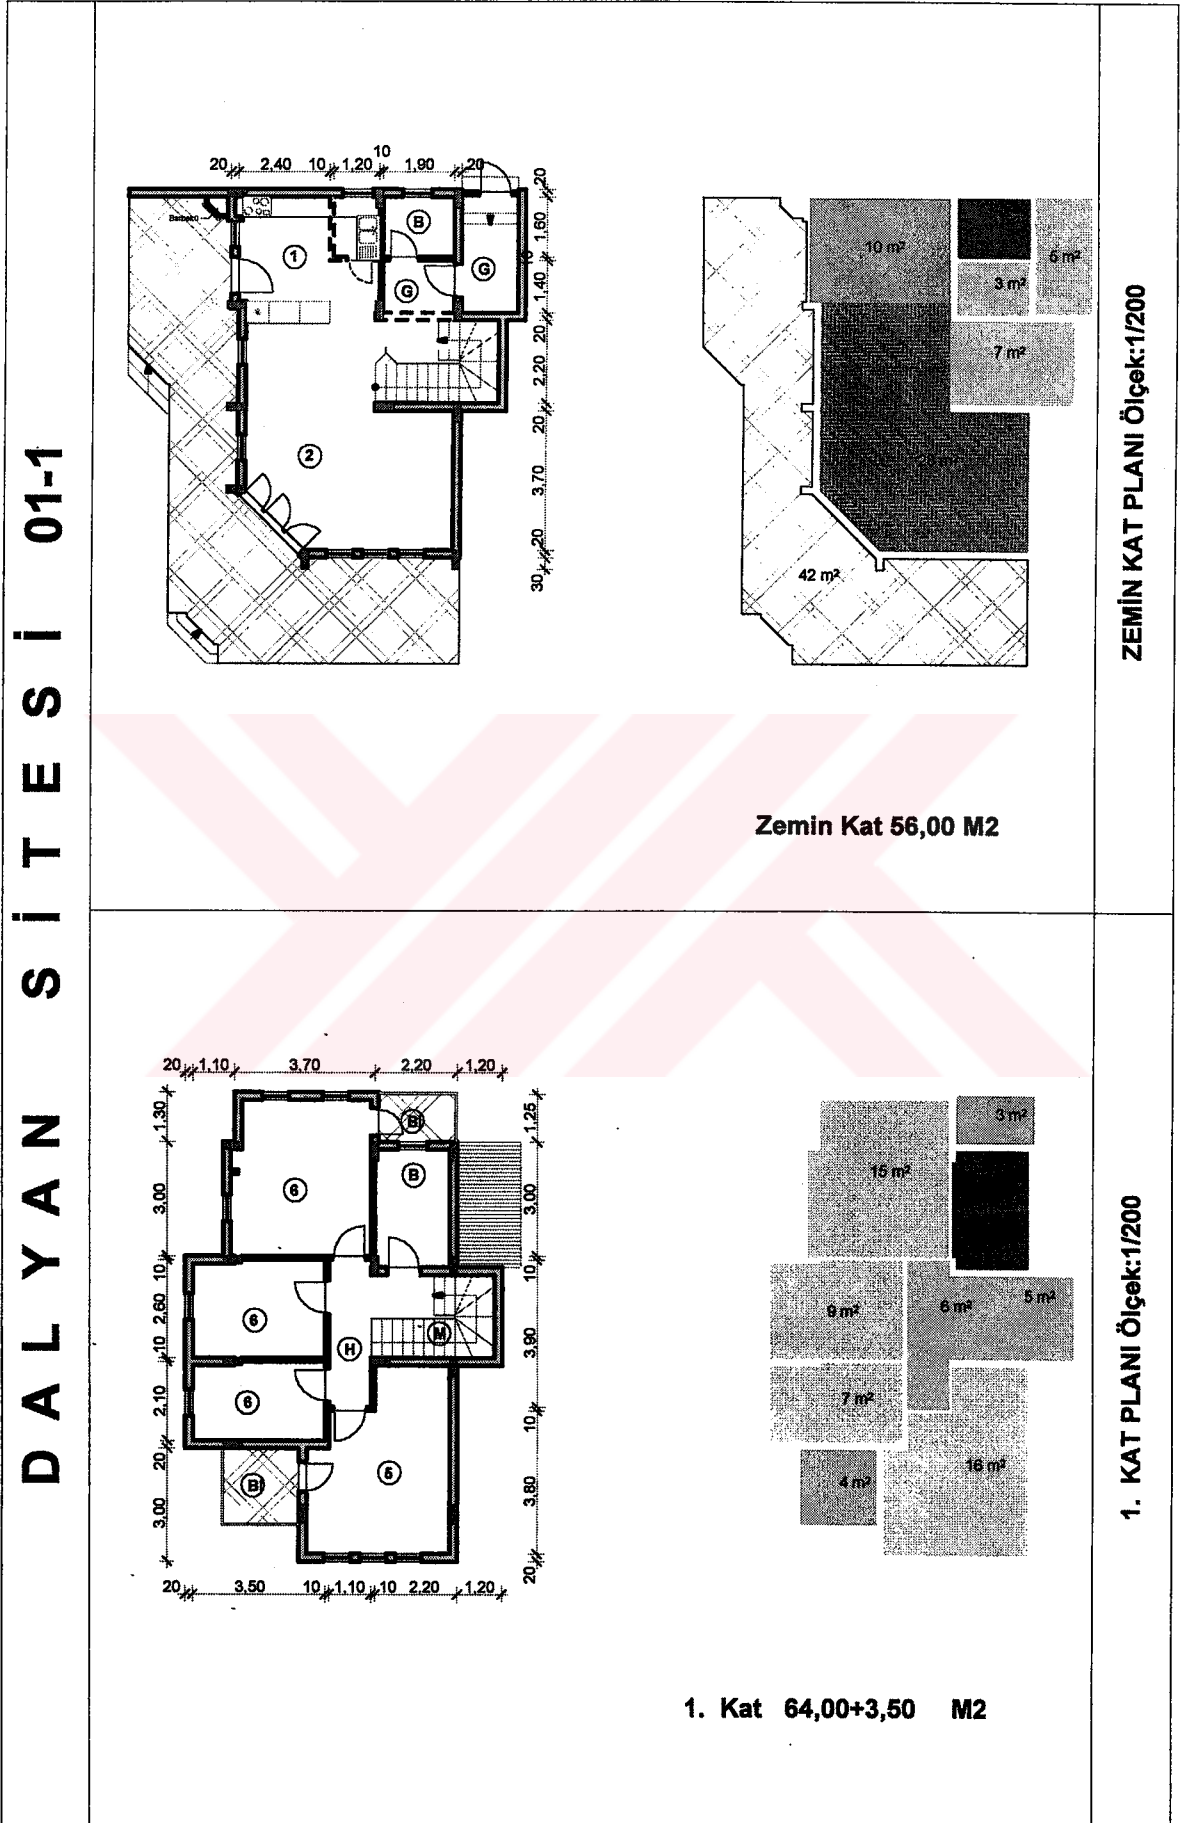 DALYAN SİTESİ 01-1
20 2,40 10 1,20 10 1,90 20
20
1,60
10
1,40
20
2,20
20
3,70
20
30
Barbekü
B
1
G
G
2
10 m²
5 m²
3 m²
7 m²
42 m²
ZEMİN KAT PLANI Ölçek:1/200
Zemin Kat 56,00 M2
20 1,10 3,70 2,20 1,20
1,30
3,00
10
2,60
10
2,10
20
3,00
1,25
3,00
10
3,90
10
3,80
20
B
B
6
6
M
H
6
5
B
20 3,50 10 1,10 10 2,20 1,20
3 m²
15 m²
5 m²
9 m²
6 m²
7 m²
16 m²
4 m²
1. KAT PLANI Ölçek:1/200
1. Kat 64,00+3,50 M2